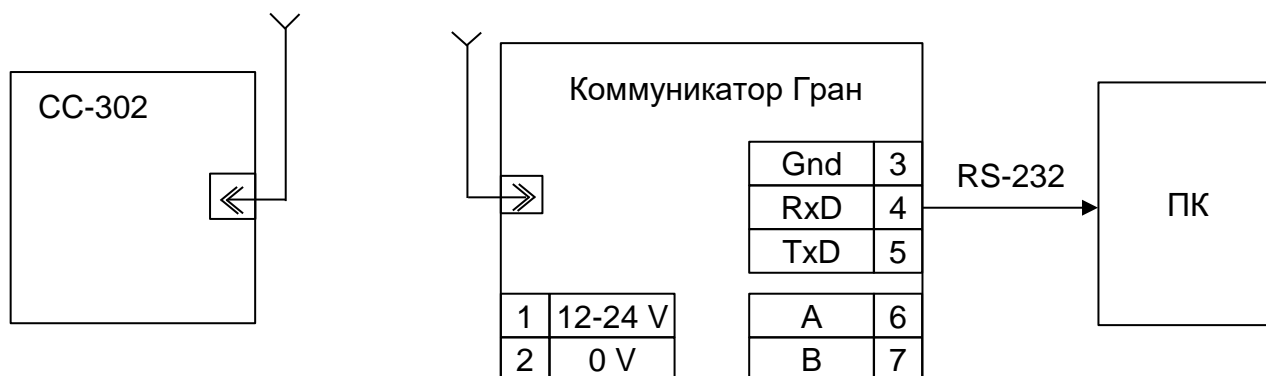 СС-302
Коммуникатор Гран
Gnd 3
RxD 4
TxD 5
RS-232
ПК
1 12-24 V
2 0 V
A 6
B 7